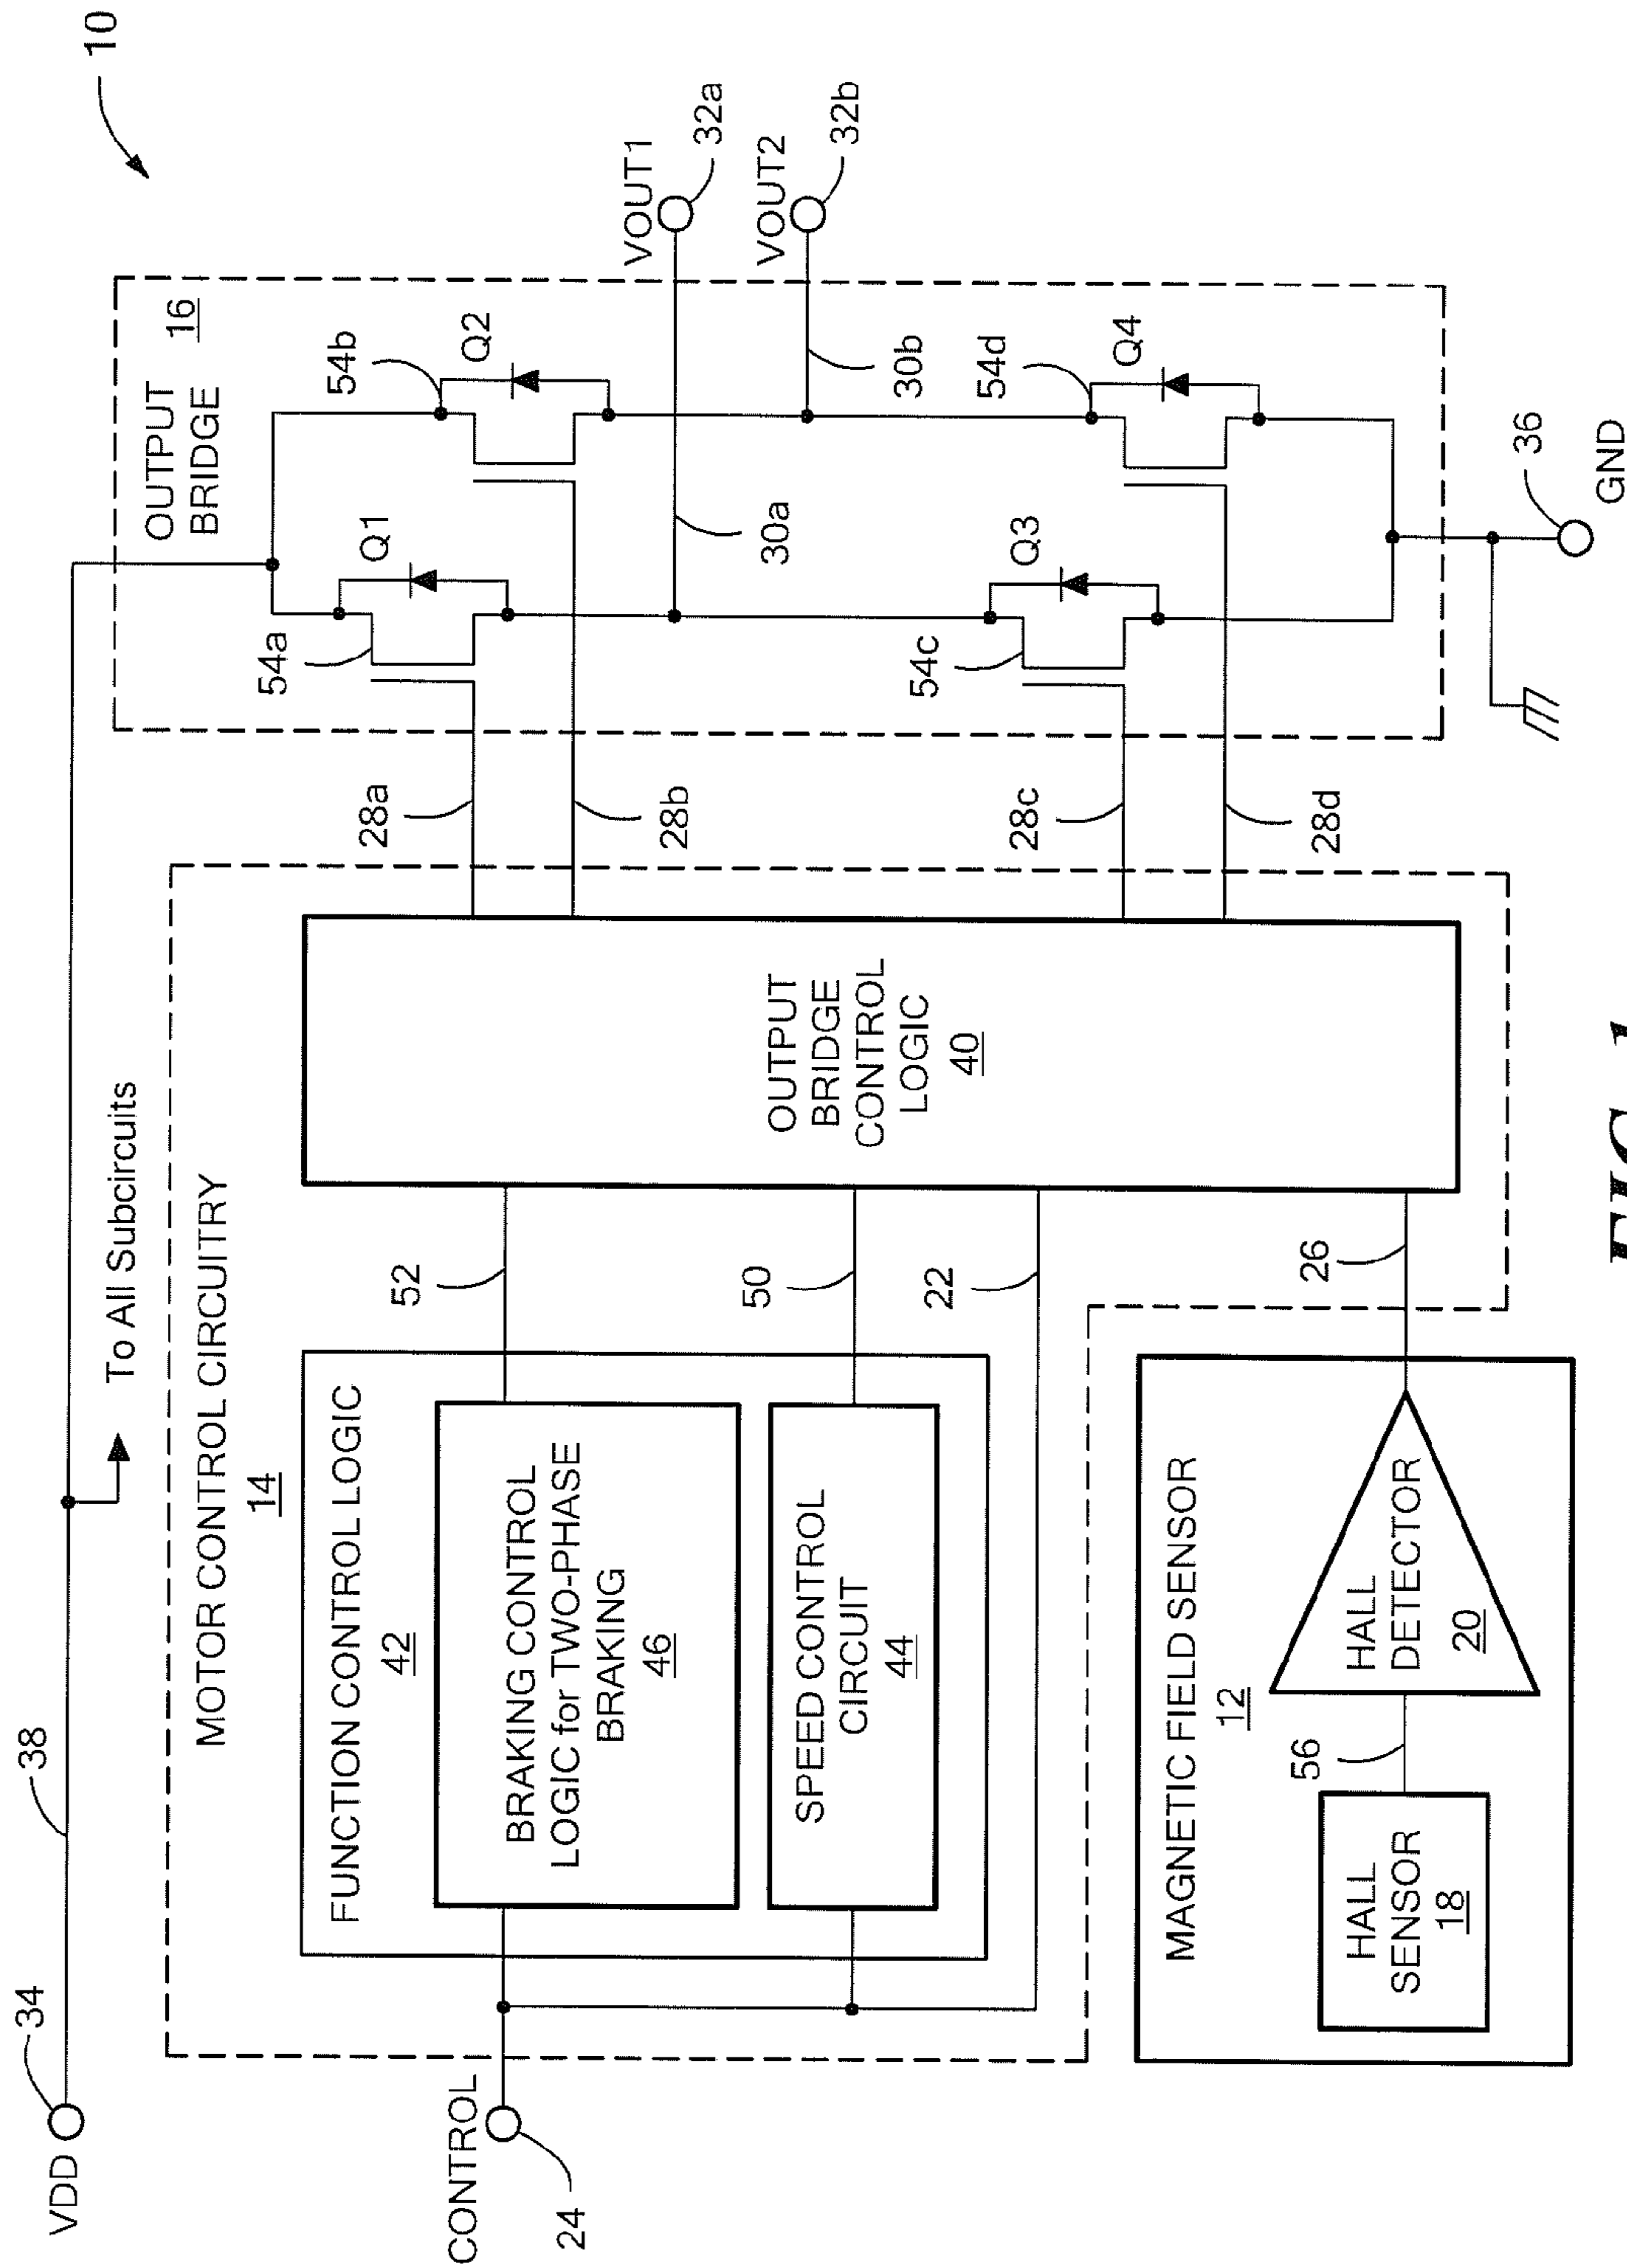 10
VDD
34
38
To All Subcircuits
MOTOR CONTROL CIRCUITRY
14
FUNCTION CONTROL LOGIC
42
BRAKING CONTROL
LOGIC for TWO-PHASE
BRAKING
46
SPEED CONTROL
CIRCUIT
44
CONTROL
24
52
50
22
26
OUTPUT
BRIDGE
CONTROL
LOGIC
40
MAGNETIC FIELD SENSOR
12
HALL
SENSOR
18
56
HALL
DETECTOR
20
28a
28b
28c
28d
OUTPUT
BRIDGE
16
54a
Q1
54b
Q2
54c
Q3
54d
Q4
30a
30b
VOUT1
32a
VOUT2
32b
36
GND